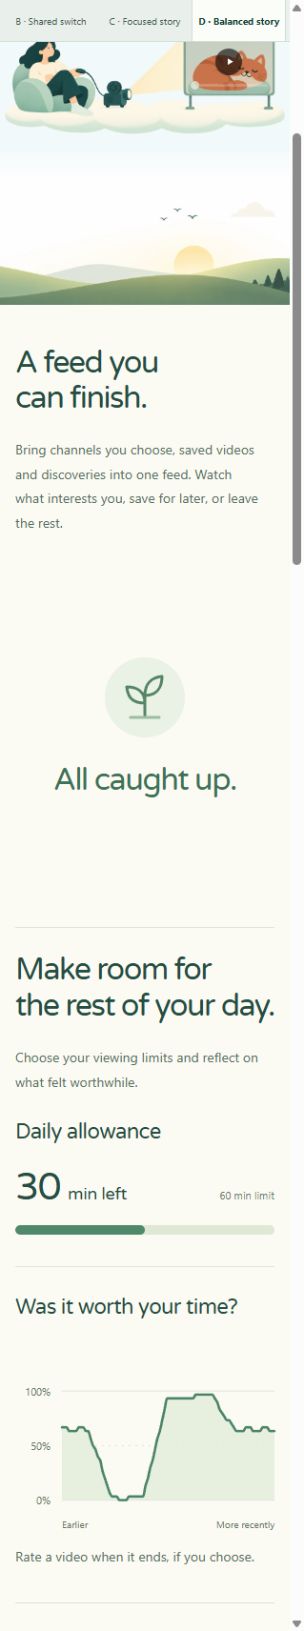 B • Shared switch
C • Focused story
D • Balanced story
A feed you
can finish.
Bring channels you choose, saved videos
and discoveries into one feed. Watch
what interests you, save for later, or leave
the rest.
All caught up.
Make room for
the rest of your day.
Choose your viewing limits and reflect on
what felt worthwhile.
Daily allowance
30 min left
60 min limit
Was it worth your time?
100%
50%
0%
Earlier
More recently
Rate a video when it ends, if you choose.